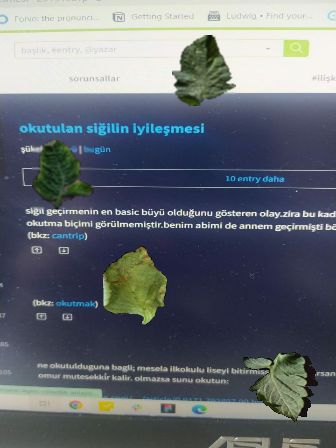 Forvo: the pronunci...
Getting Started
Ludwig • Find your...
başlık, #entry, @yazar
sorunsallar
#ilişk
okutulan siğilin iyileşmesi
| bugün
10 entry daha
siğil geçirmenin en basic büyü olduğunu gösteren olay.zira bu kad
okutma biçimi görülmemiştir.benim abimi de annem geçirmişti
(bkz: cantrip)
(bkz: okutmak)
ne okutulduguna bagli; mesela ilkokulu liseyi
omur mutesekkir kalir. olmazsa sunu okutun:
ASUS